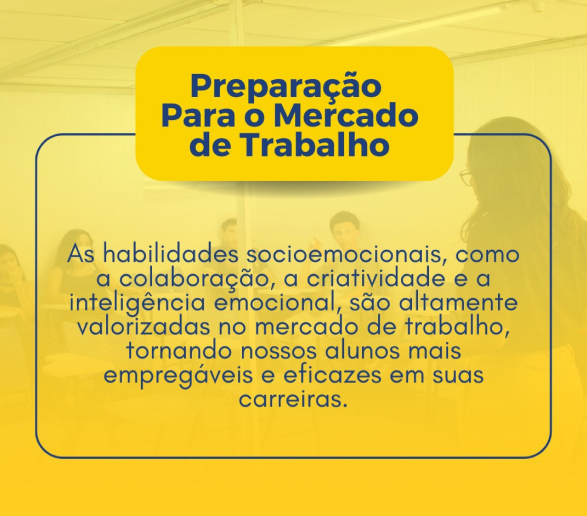 Preparação
Para o Mercado
de Trabalho
As habilidades socioemocionais, como
a colaboração, a criatividade e a
inteligência emocional, são altamente
valorizadas no mercado de trabalho,
tornando nossos alunos mais
empregáveis e eficazes em suas
carreiras.